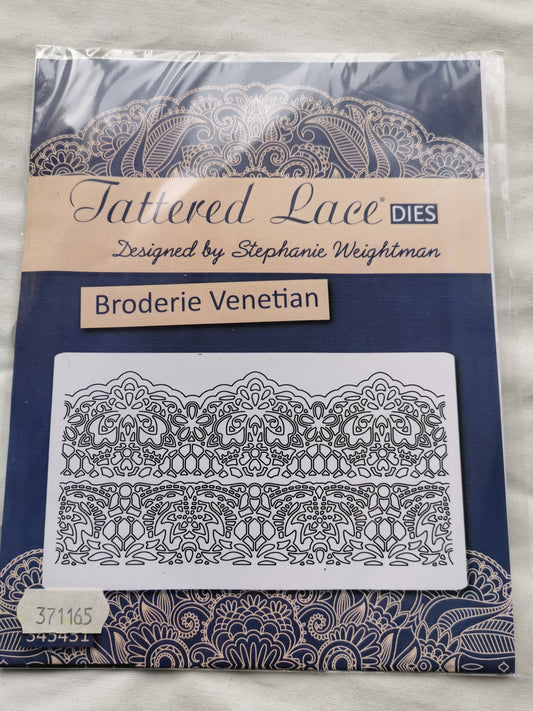 Tattered Lace® DIES
Designed by Stephanie Weightman
Broderie Venetian
371165